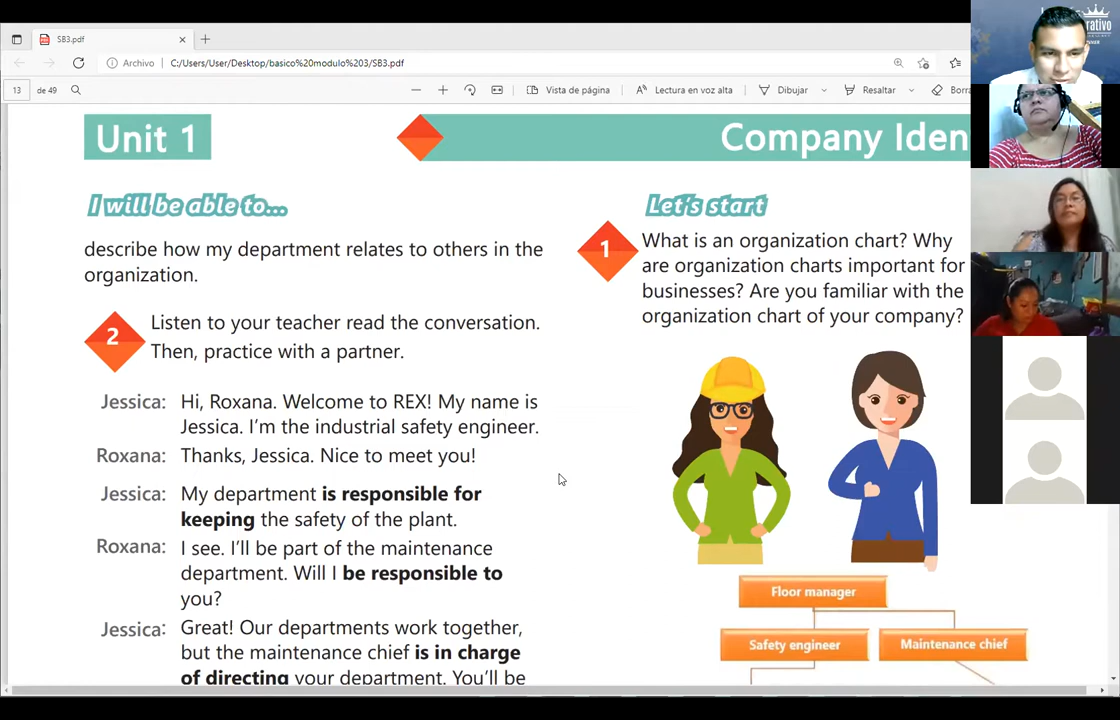 SB3.pdf
Archivo
C:/Users/User/Desktop/basico%20modulo%203/SB3.pdf
13
de 49
Vista de página
Lectura en voz alta
Dibujar
Resaltar
Unit 1
I will be able to...
describe how my department relates to others in the
organization.
2
Listen to your teacher read the conversation.
Then, practice with a partner.
Jessica: Hi, Roxana. Welcome to REX! My name is
Jessica. I'm the industrial safety engineer.
Roxana: Thanks, Jessica. Nice to meet you!
Jessica: My department is responsible for
keeping the safety of the plant.
Roxana: I see. I'll be part of the maintenance
department. Will I be responsible to
you?
Jessica: Great! Our departments work together,
but the maintenance chief is in charge
of directing your department. You'll be
Company Iden
Let's start
1
What is an organization chart? Why
are organization charts important for
businesses? Are you familiar with the
organization chart of your company?
Floor manager
Safety engineer
Maintenance chief